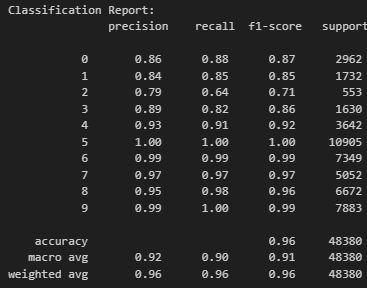 Classification Report:
precision recall f1-score support
0 0.86 0.88 0.87 2962
1 0.84 0.85 0.85 1732
2 0.79 0.64 0.71 553
3 0.89 0.82 0.86 1630
4 0.93 0.91 0.92 3642
5 1.00 1.00 1.00 10905
6 0.99 0.99 0.99 7349
7 0.97 0.97 0.97 5052
8 0.95 0.98 0.96 6672
9 0.99 1.00 0.99 7883
accuracy 0.96 48380
macro avg 0.92 0.90 0.91 48380
weighted avg 0.96 0.96 0.96 48380